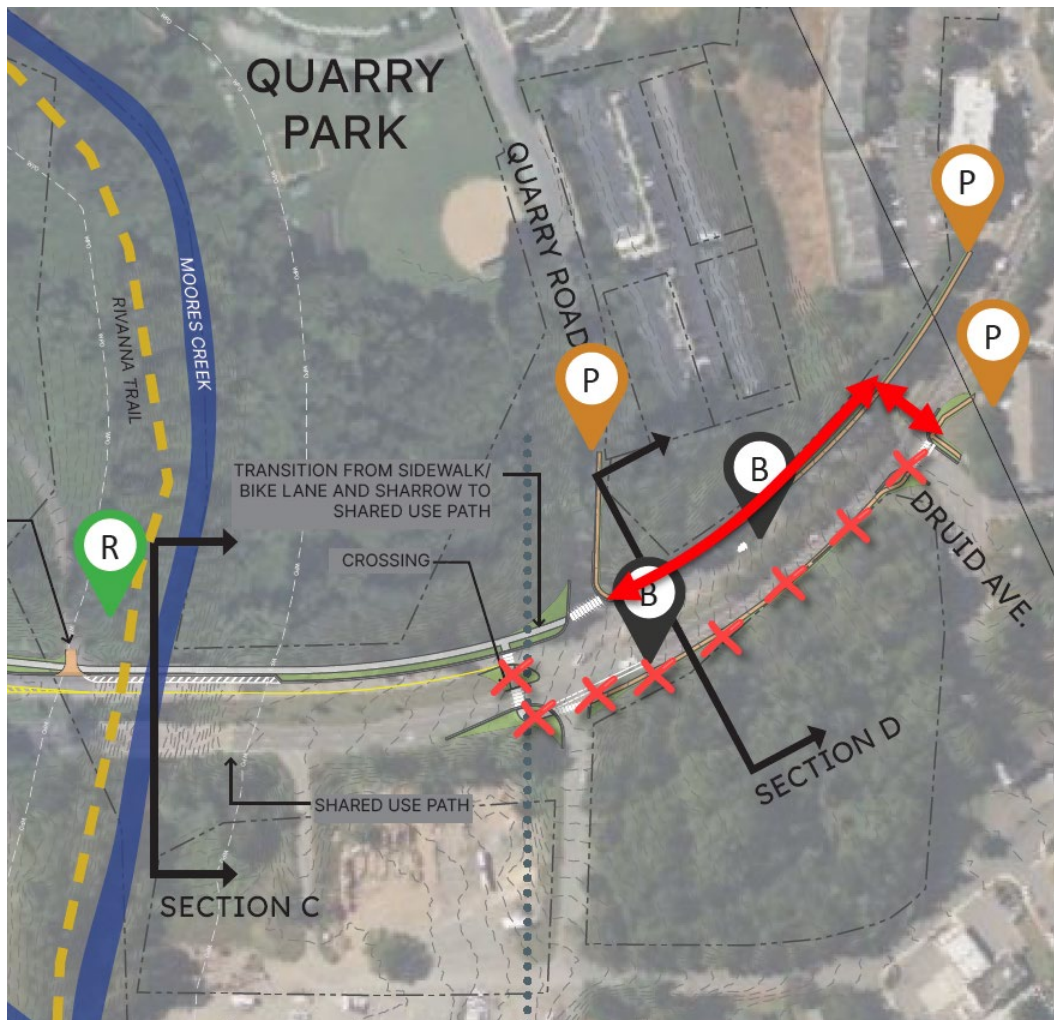 QUARRY
PARK
QUARRY ROAD
P
P
P
MOORES CREEK
RIVANNA TRAIL
B
TRANSITION FROM SIDEWALK/
BIKE LANE AND SHARROW TO
SHARED USE PATH
R
CROSSING
B
DRUID AVE.
SECTION D
SHARED USE PATH
SECTION C